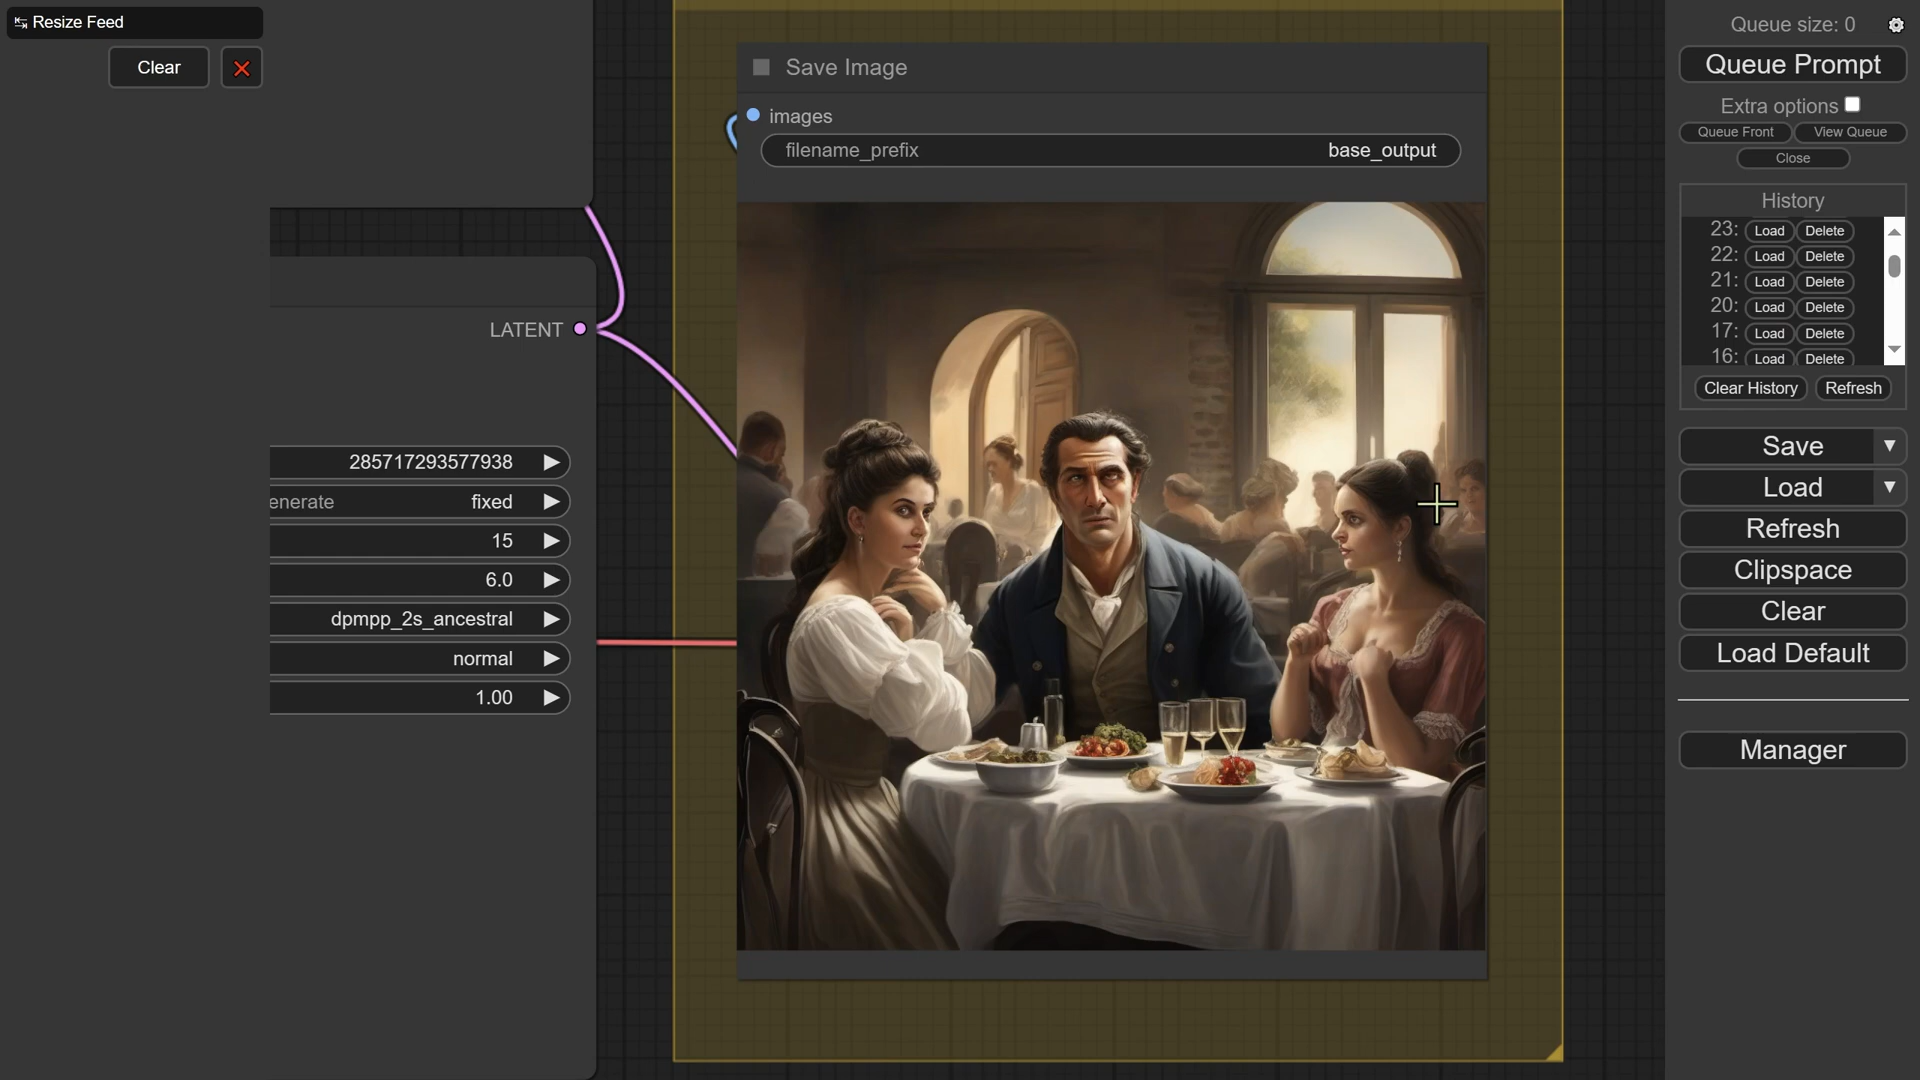 Resize Feed
Clear
LATENT
285717293577938
enerate fixed
15
6.0
dpmpp_2s_ancestral
normal
1.00
Save Image
images
filename_prefix base_output
Queue size: 0
Queue Prompt
Extra options
Queue Front View Queue
Close
History
23: Load Delete
22: Load Delete
21: Load Delete
20: Load Delete
17: Load Delete
16: Load Delete
Clear History Refresh
Save
Load
Refresh
Clipspace
Clear
Load Default
Manager